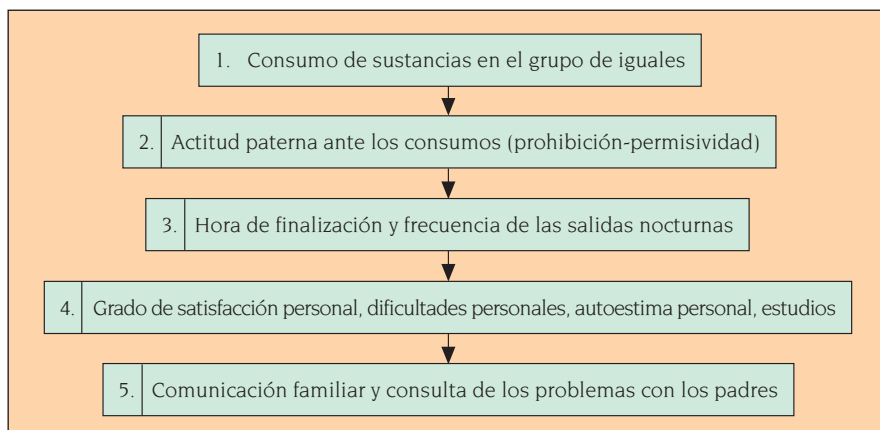 1. Consumo de sustancias en el grupo de iguales
2. Actitud paterna ante los consumos (prohibición-permisividad)
3. Hora de finalización y frecuencia de las salidas nocturnas
4. Grado de satisfacción personal, dificultades personales, autoestima personal, estudios
5. Comunicación familiar y consulta de los problemas con los padres